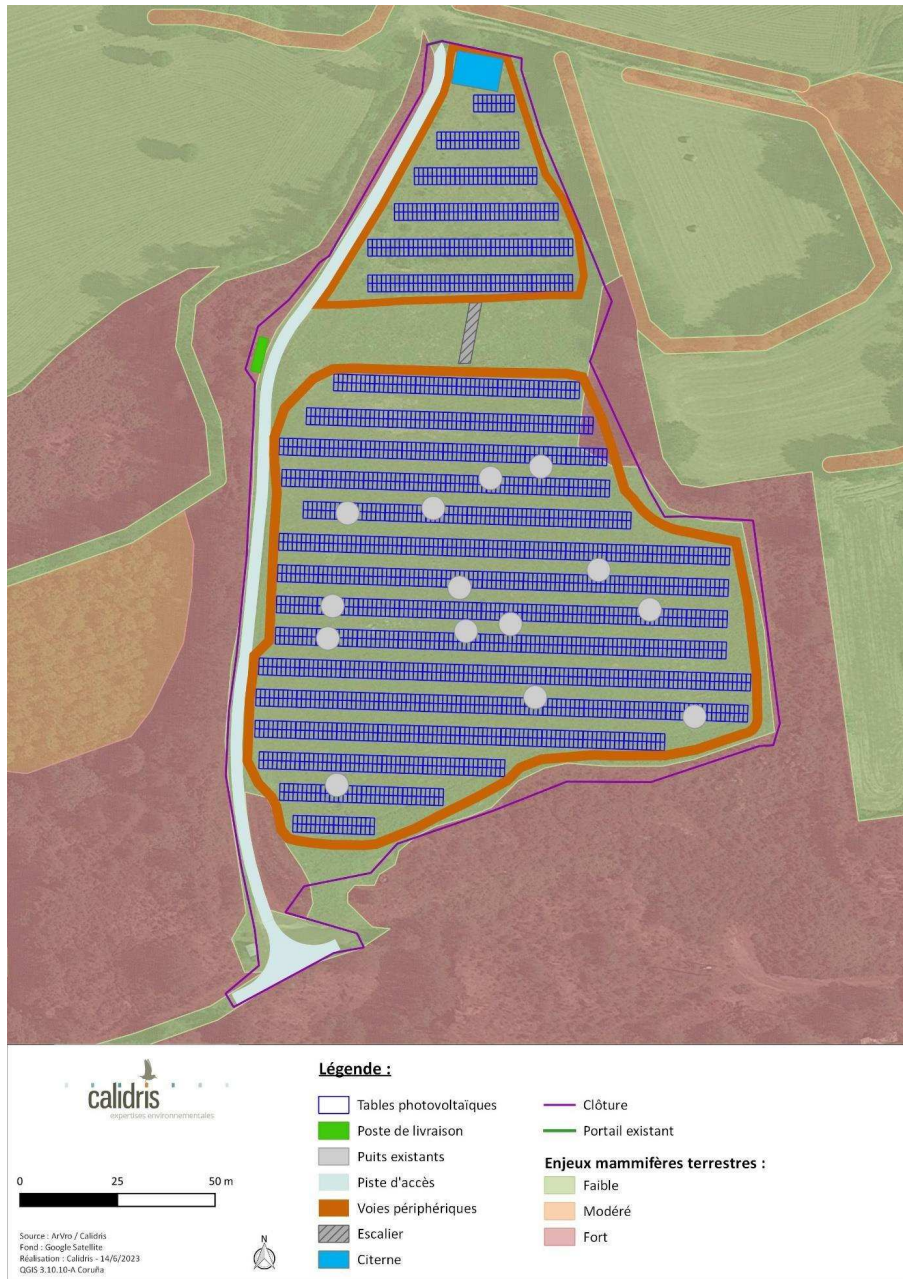 calidris
expertises environnementales
0 25 50 m
Source : ArVro / Calidris
Fond : Google Satellite
Réalisation : Calidris - 14/6/2023
QGIS 3.10.10-A Coruña
N
Légende :
Tables photovoltaïques
Poste de livraison
Puits existants
Piste d'accès
Voies périphériques
Escalier
Citerne
Clôture
Portail existant
Enjeux mammifères terrestres :
Faible
Modéré
Fort